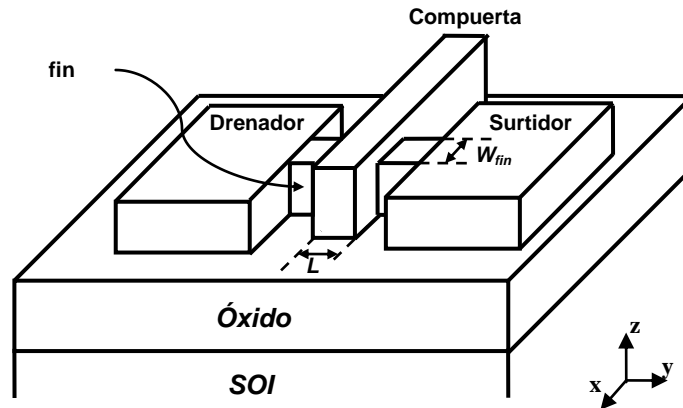 Compuerta
fin
Drenador
Surtidor
W_fin
L
Óxido
SOI
z
y
x